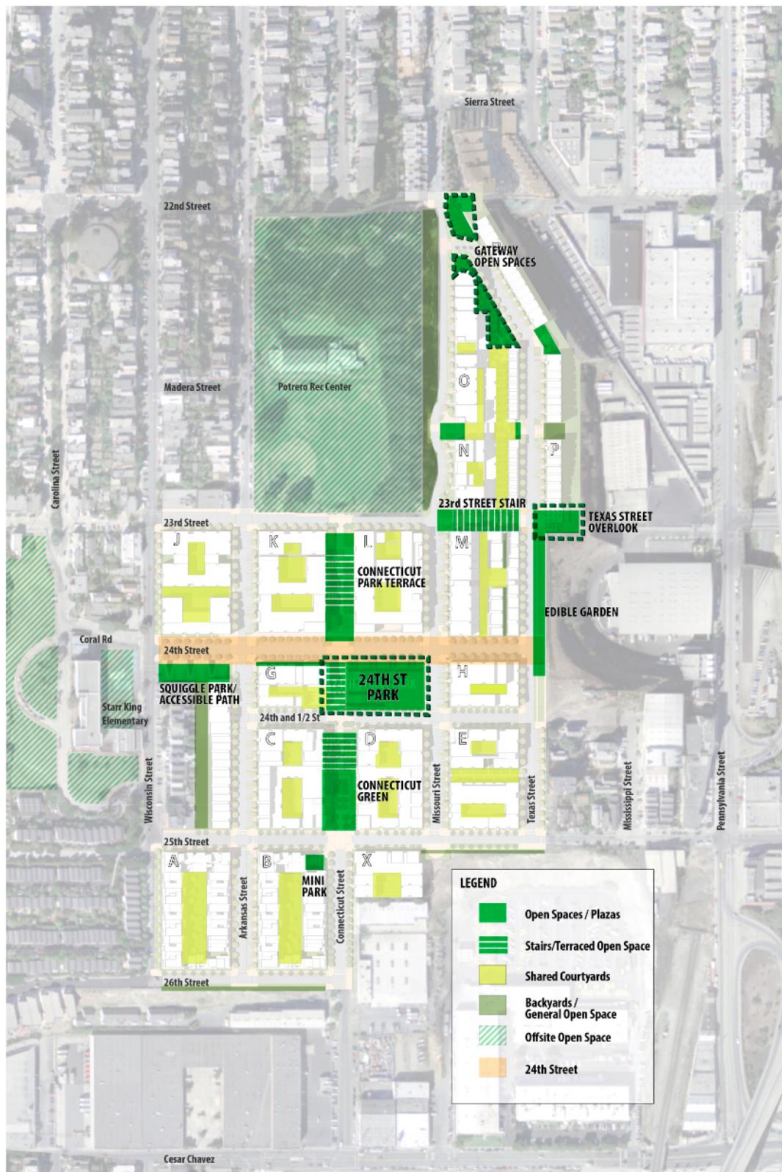 Sierra Street
22nd Street
GATEWAY
OPEN SPACES
Potrero Rec Center
Madera Street
O
Carolina Street
N
P
23rd STREET STAIR
23rd Street
TEXAS STREET
OVERLOOK
J
K
L
M
CONNECTICUT
PARK TERRACE
EDIBLE GARDEN
Coral Rd
24th Street
G
24TH ST
PARK
H
SQUIGGLE PARK/
ACCESSIBLE PATH
Starr King
Elementary
24th and 1/2 St
C
D
E
CONNECTICUT
GREEN
Wisconsin Street
Missouri Street
Texas Street
Mississippi Street
Pennsylvania Street
25th Street
A
B
X
MINI
PARK
Arkansas Street
Connecticut Street
26th Street
LEGEND
Open Spaces / Plazas
Stairs/Terraced Open Space
Shared Courtyards
Backyards /
General Open Space
Offsite Open Space
24th Street
Cesar Chavez